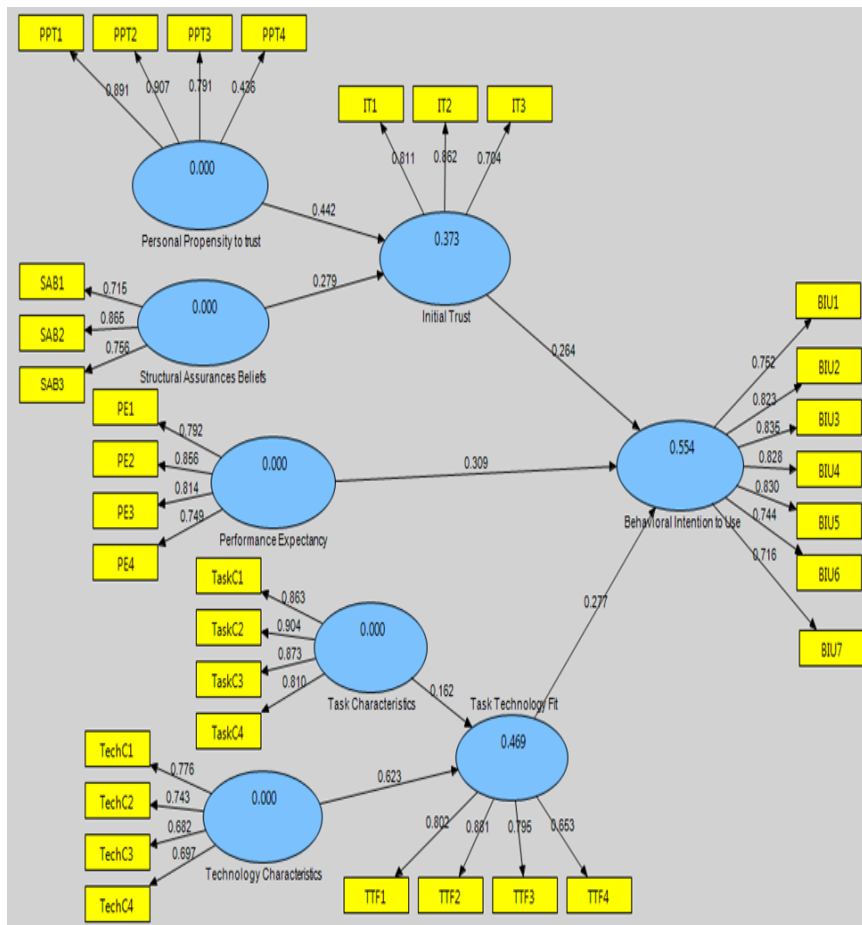 PPT1 PPT2 PPT3 PPT4
0.891 0.907 0.791 0.436
IT1 IT2 IT3
0.811 0.862 0.704
0.000
Personal Propensity to trust
0.442
0.373
Initial Trust
SAB1
SAB2
SAB3
0.715
0.865
0.756
0.000
Structural Assurances Beliefs
0.279
0.264
PE1
PE2
PE3
PE4
0.792
0.856
0.814
0.749
0.000
Performance Expectancy
0.309
0.554
Behavioral Intention to Use
BIU1
BIU2
BIU3
BIU4
BIU5
BIU6
BIU7
0.752
0.823
0.835
0.828
0.830
0.744
0.716
TaskC1
TaskC2
TaskC3
TaskC4
0.863
0.904
0.873
0.810
0.000
Task Characteristics
0.162
0.277
Task Technology Fit
0.469
TechC1
TechC2
TechC3
TechC4
0.776
0.743
0.682
0.697
0.000
Technology Characteristics
0.623
0.802 0.795 0.653
TTF1 TTF2 TTF3 TTF4